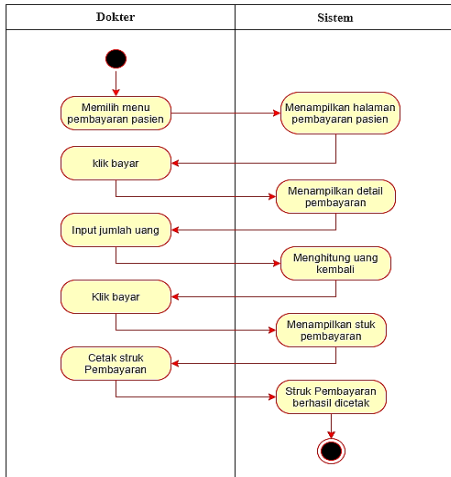 Dokter
Sistem
Memilih menu
pembayaran pasien
Menampilkan halaman
pembayaran pasien
klik bayar
Menampilkan detail
pembayaran
Input jumlah uang
Menghitung uang
kembali
Klik bayar
Menampilkan stuk
pembayaran
Cetak struk
Pembayaran
Struk Pembayaran
berhasil dicetak